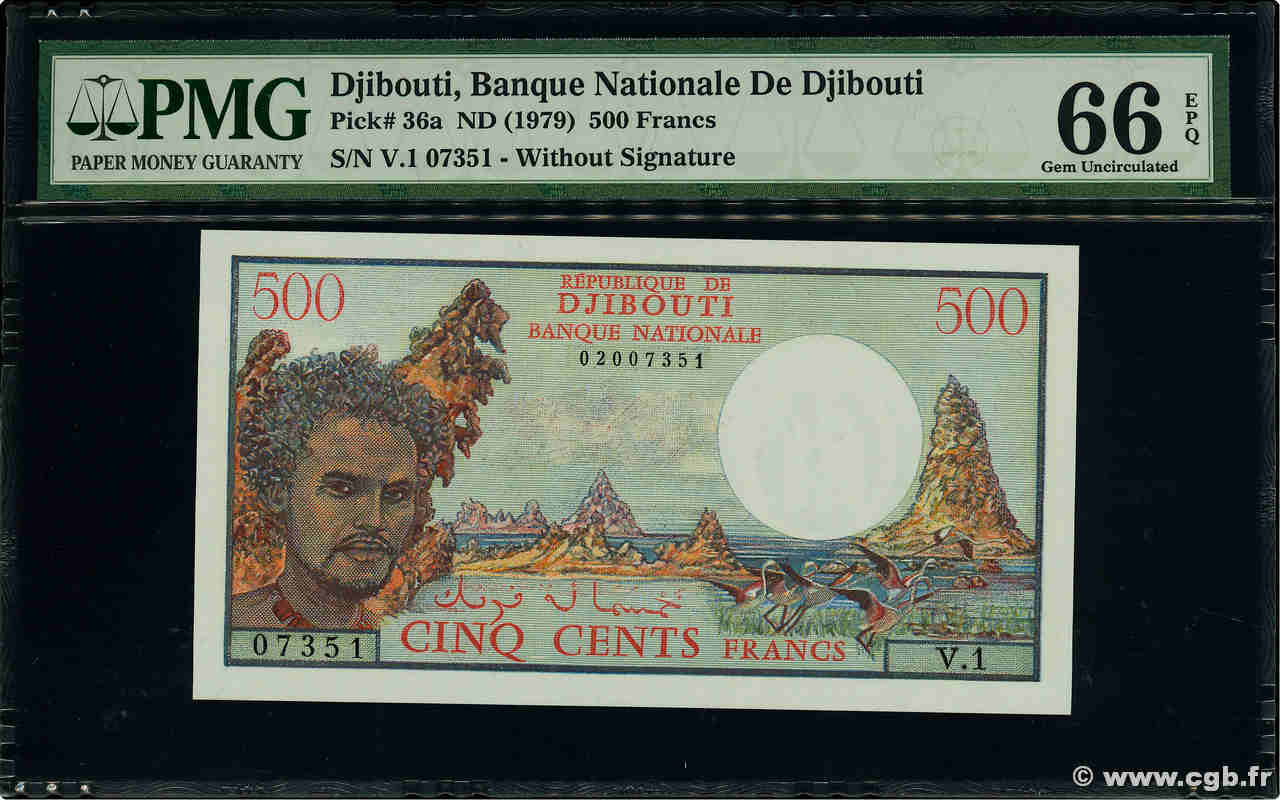 PMG
PAPER MONEY GUARANTY
Djibouti, Banque Nationale De Djibouti
Pick# 36a ND (1979) 500 Francs
S/N V.1 07351 - Without Signature
66
EPQ
Gem Uncirculated
500
RÉPUBLIQUE DE
DJIBOUTI
BANQUE NATIONALE
02007351
500
خمسمائة فرنك
07351
CINQ CENTS FRANCS
V.1
© www.cgb.fr